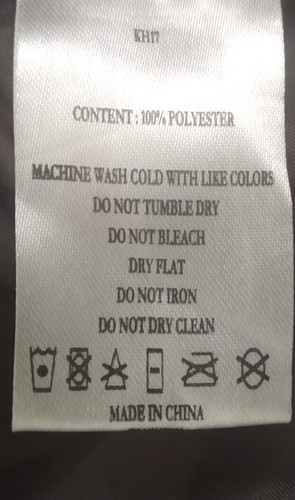 KH17
CONTENT : 100% POLYESTER
MACHINE WASH COLD WITH LIKE COLORS
DO NOT TUMBLE DRY
DO NOT BLEACH
DRY FLAT
DO NOT IRON
DO NOT DRY CLEAN
MADE IN CHINA